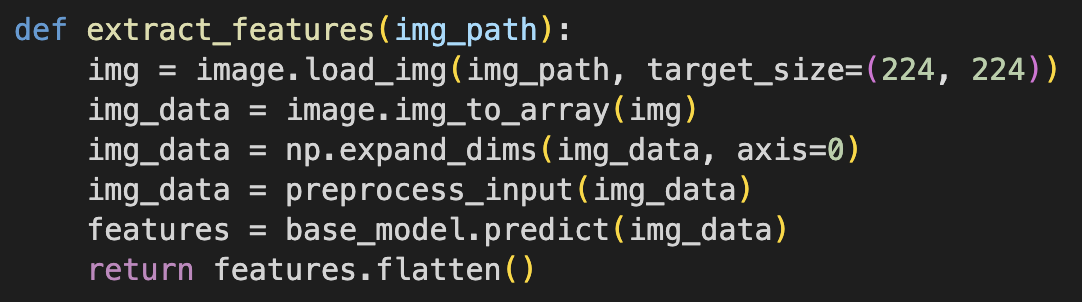 def extract_features(img_path):
    img = image.load_img(img_path, target_size=(224, 224))
    img_data = image.img_to_array(img)
    img_data = np.expand_dims(img_data, axis=0)
    img_data = preprocess_input(img_data)
    features = base_model.predict(img_data)
    return features.flatten()